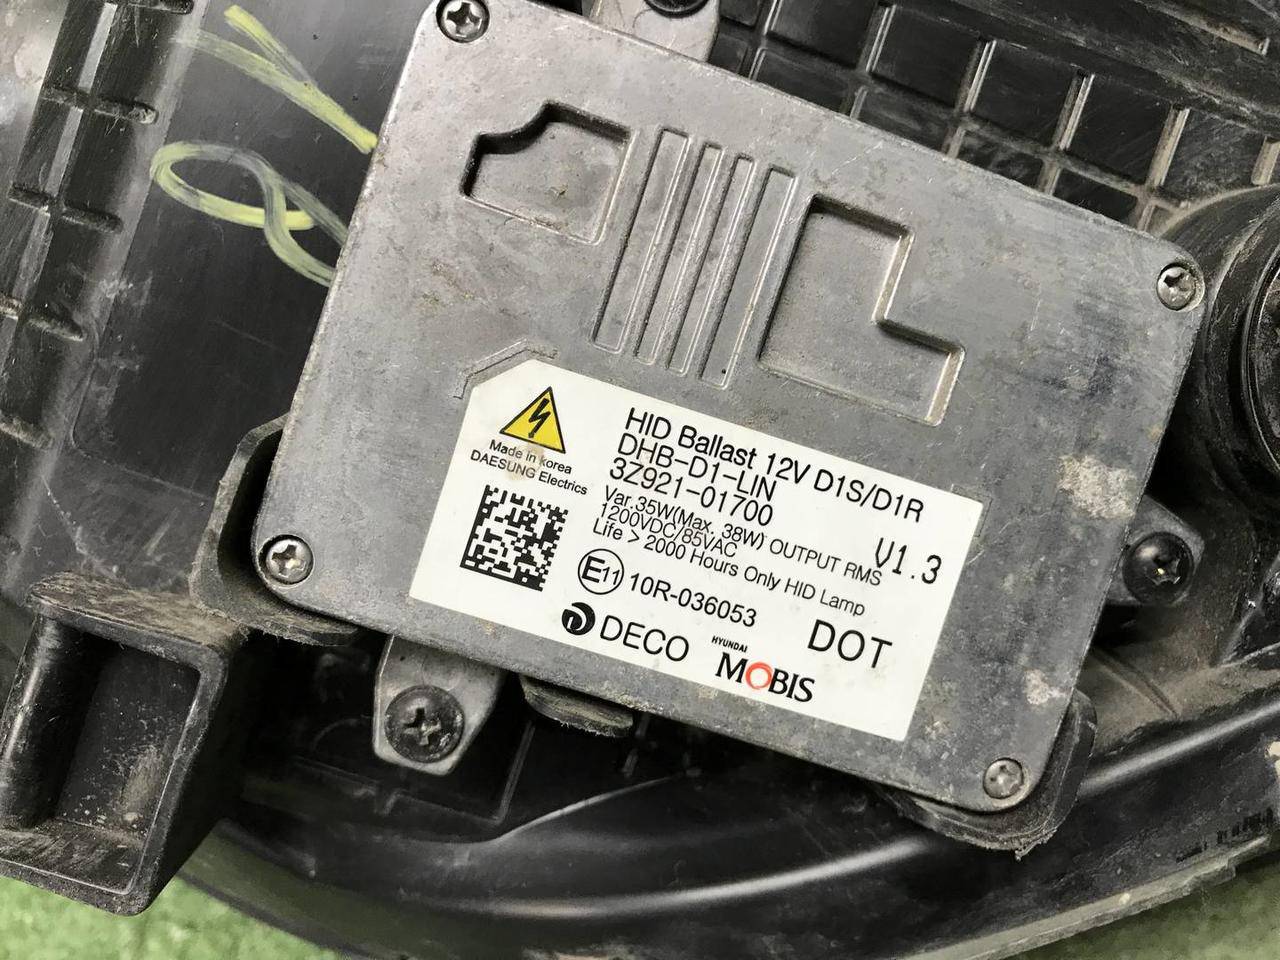 Made in korea
DAESUNG Electrics
HID Ballast 12V D1S/D1R
DHB-D1-LIN
3Z921-01700
V1.3
Var.35W(Max. 38W) OUTPUT RMS
1200VDC/85VAC
Life > 2000 Hours Only HID Lamp
E11 10R-036053
DOT
DECO
HYUNDAI
MOBIS